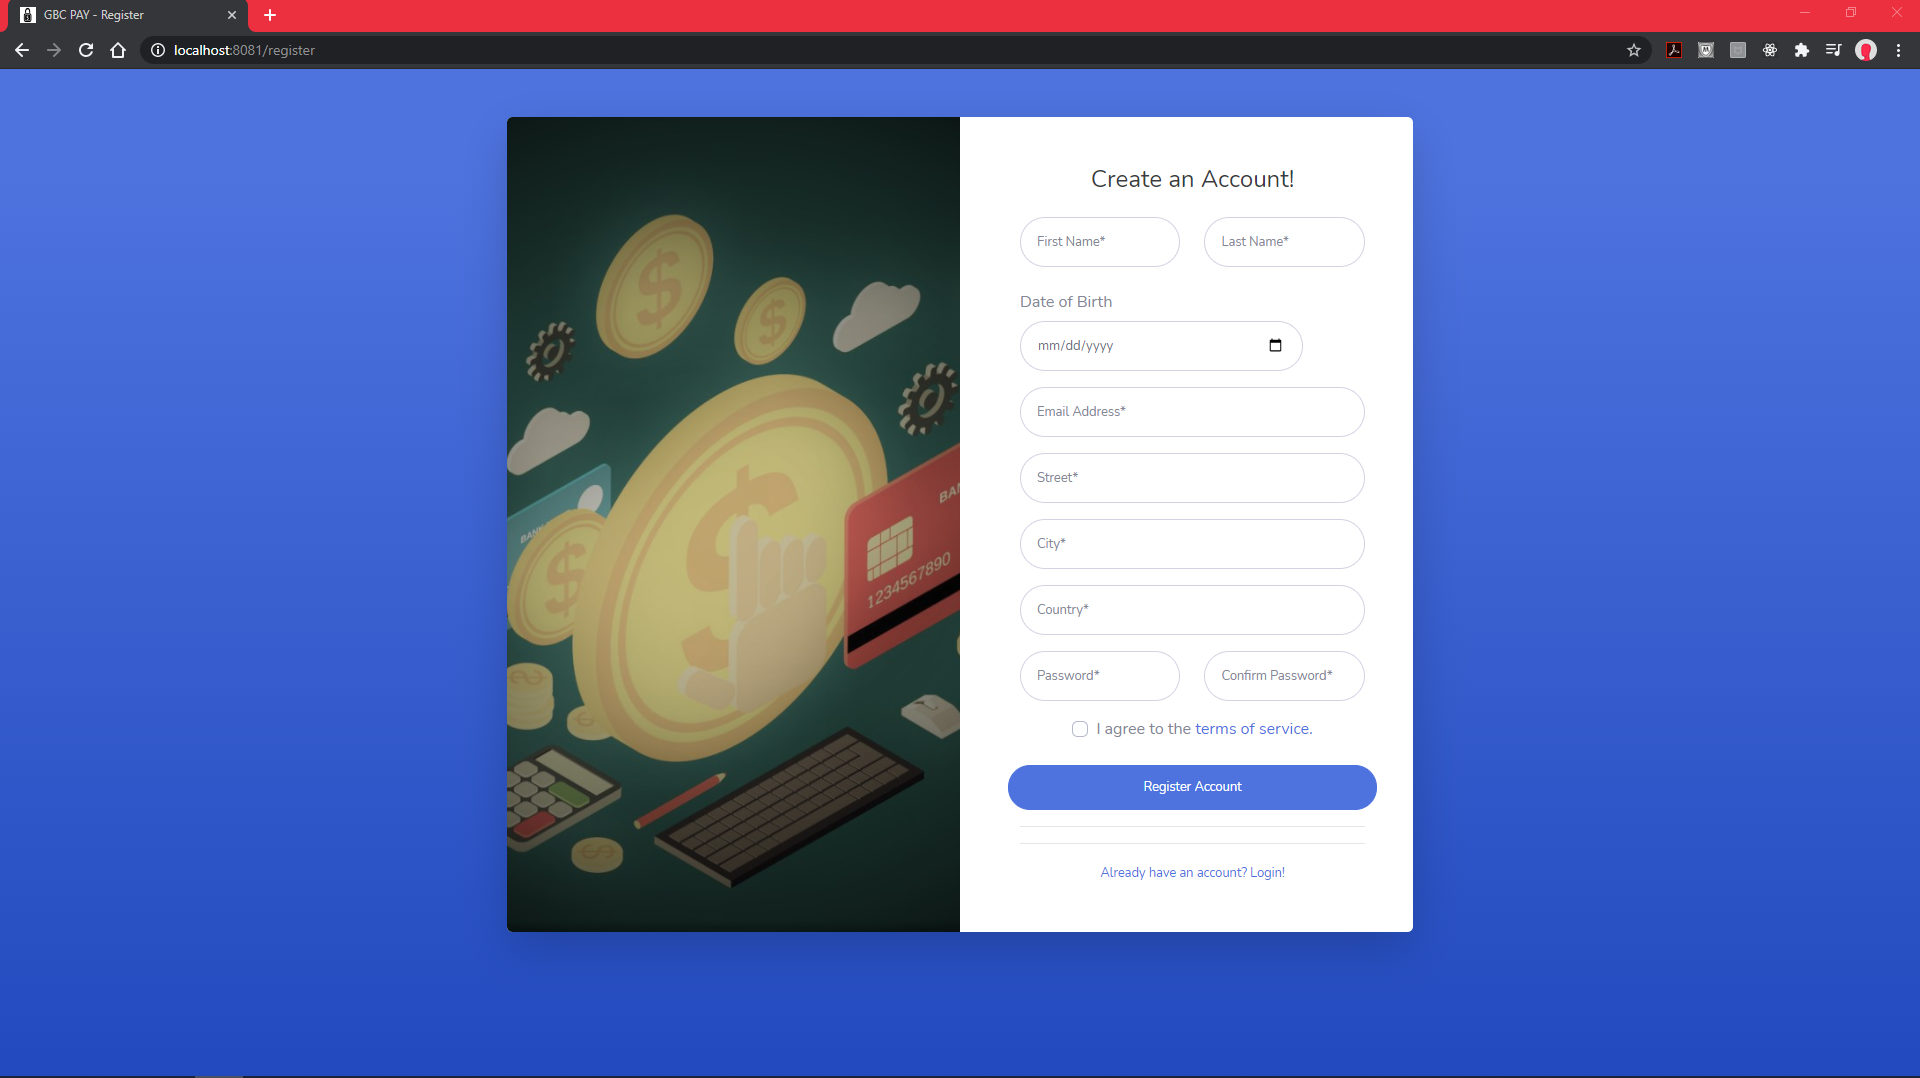 GBC PAY - Register
localhost:8081/register
Create an Account!
First Name* Last Name*
Date of Birth
mm/dd/yyyy
Email Address*
Street*
City*
Country*
Password* Confirm Password*
I agree to the terms of service.
Register Account
Already have an account? Login!
$
$
$
$
BANK
BA
1234567890